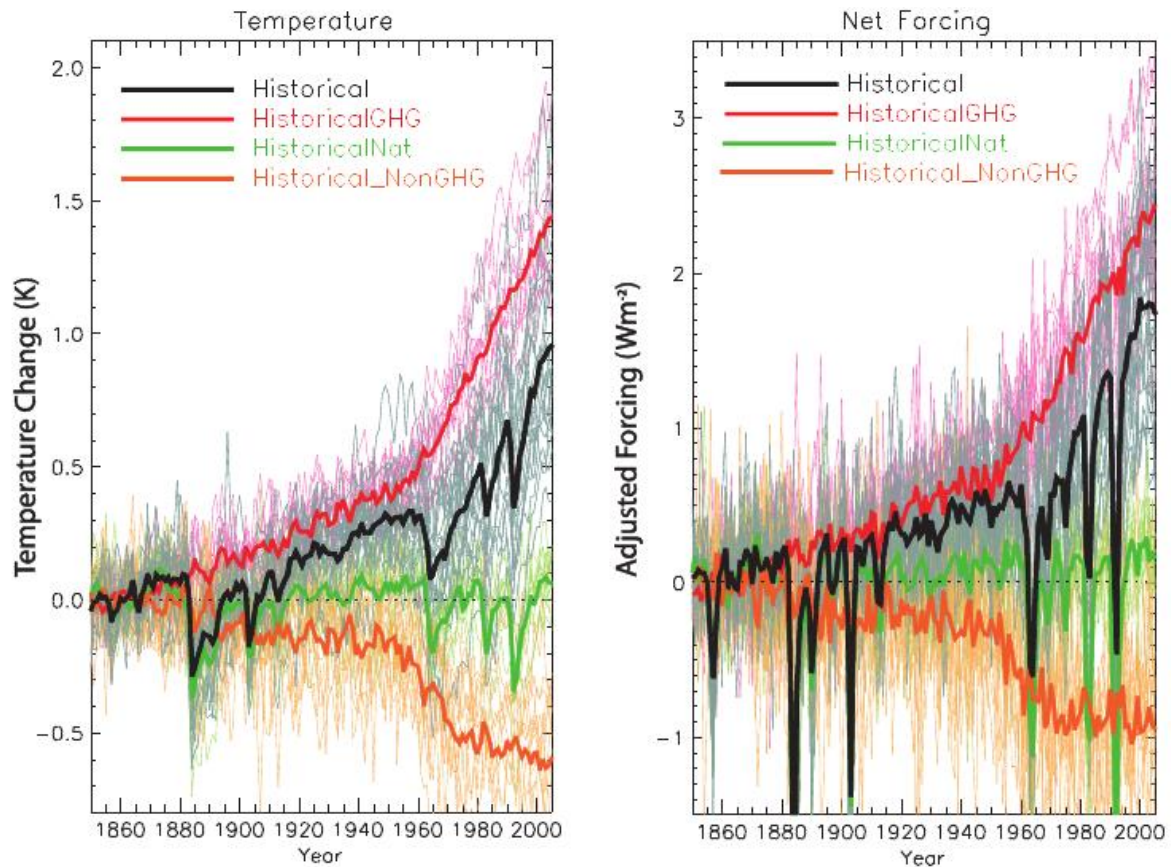 Temperature
2.0
1.5
1.0
0.5
0.0
−0.5
Temperature Change (K)
Historical
HistoricalGHG
HistoricalNat
Historical_NonGHG
1860 1880 1900 1920 1940 1960 1980 2000
Year
Net Forcing
3
2
1
0
−1
Adjusted Forcing (Wm⁻²)
Historical
HistoricalGHG
HistoricalNat
Historical_NonGHG
1860 1880 1900 1920 1940 1960 1980 2000
Year